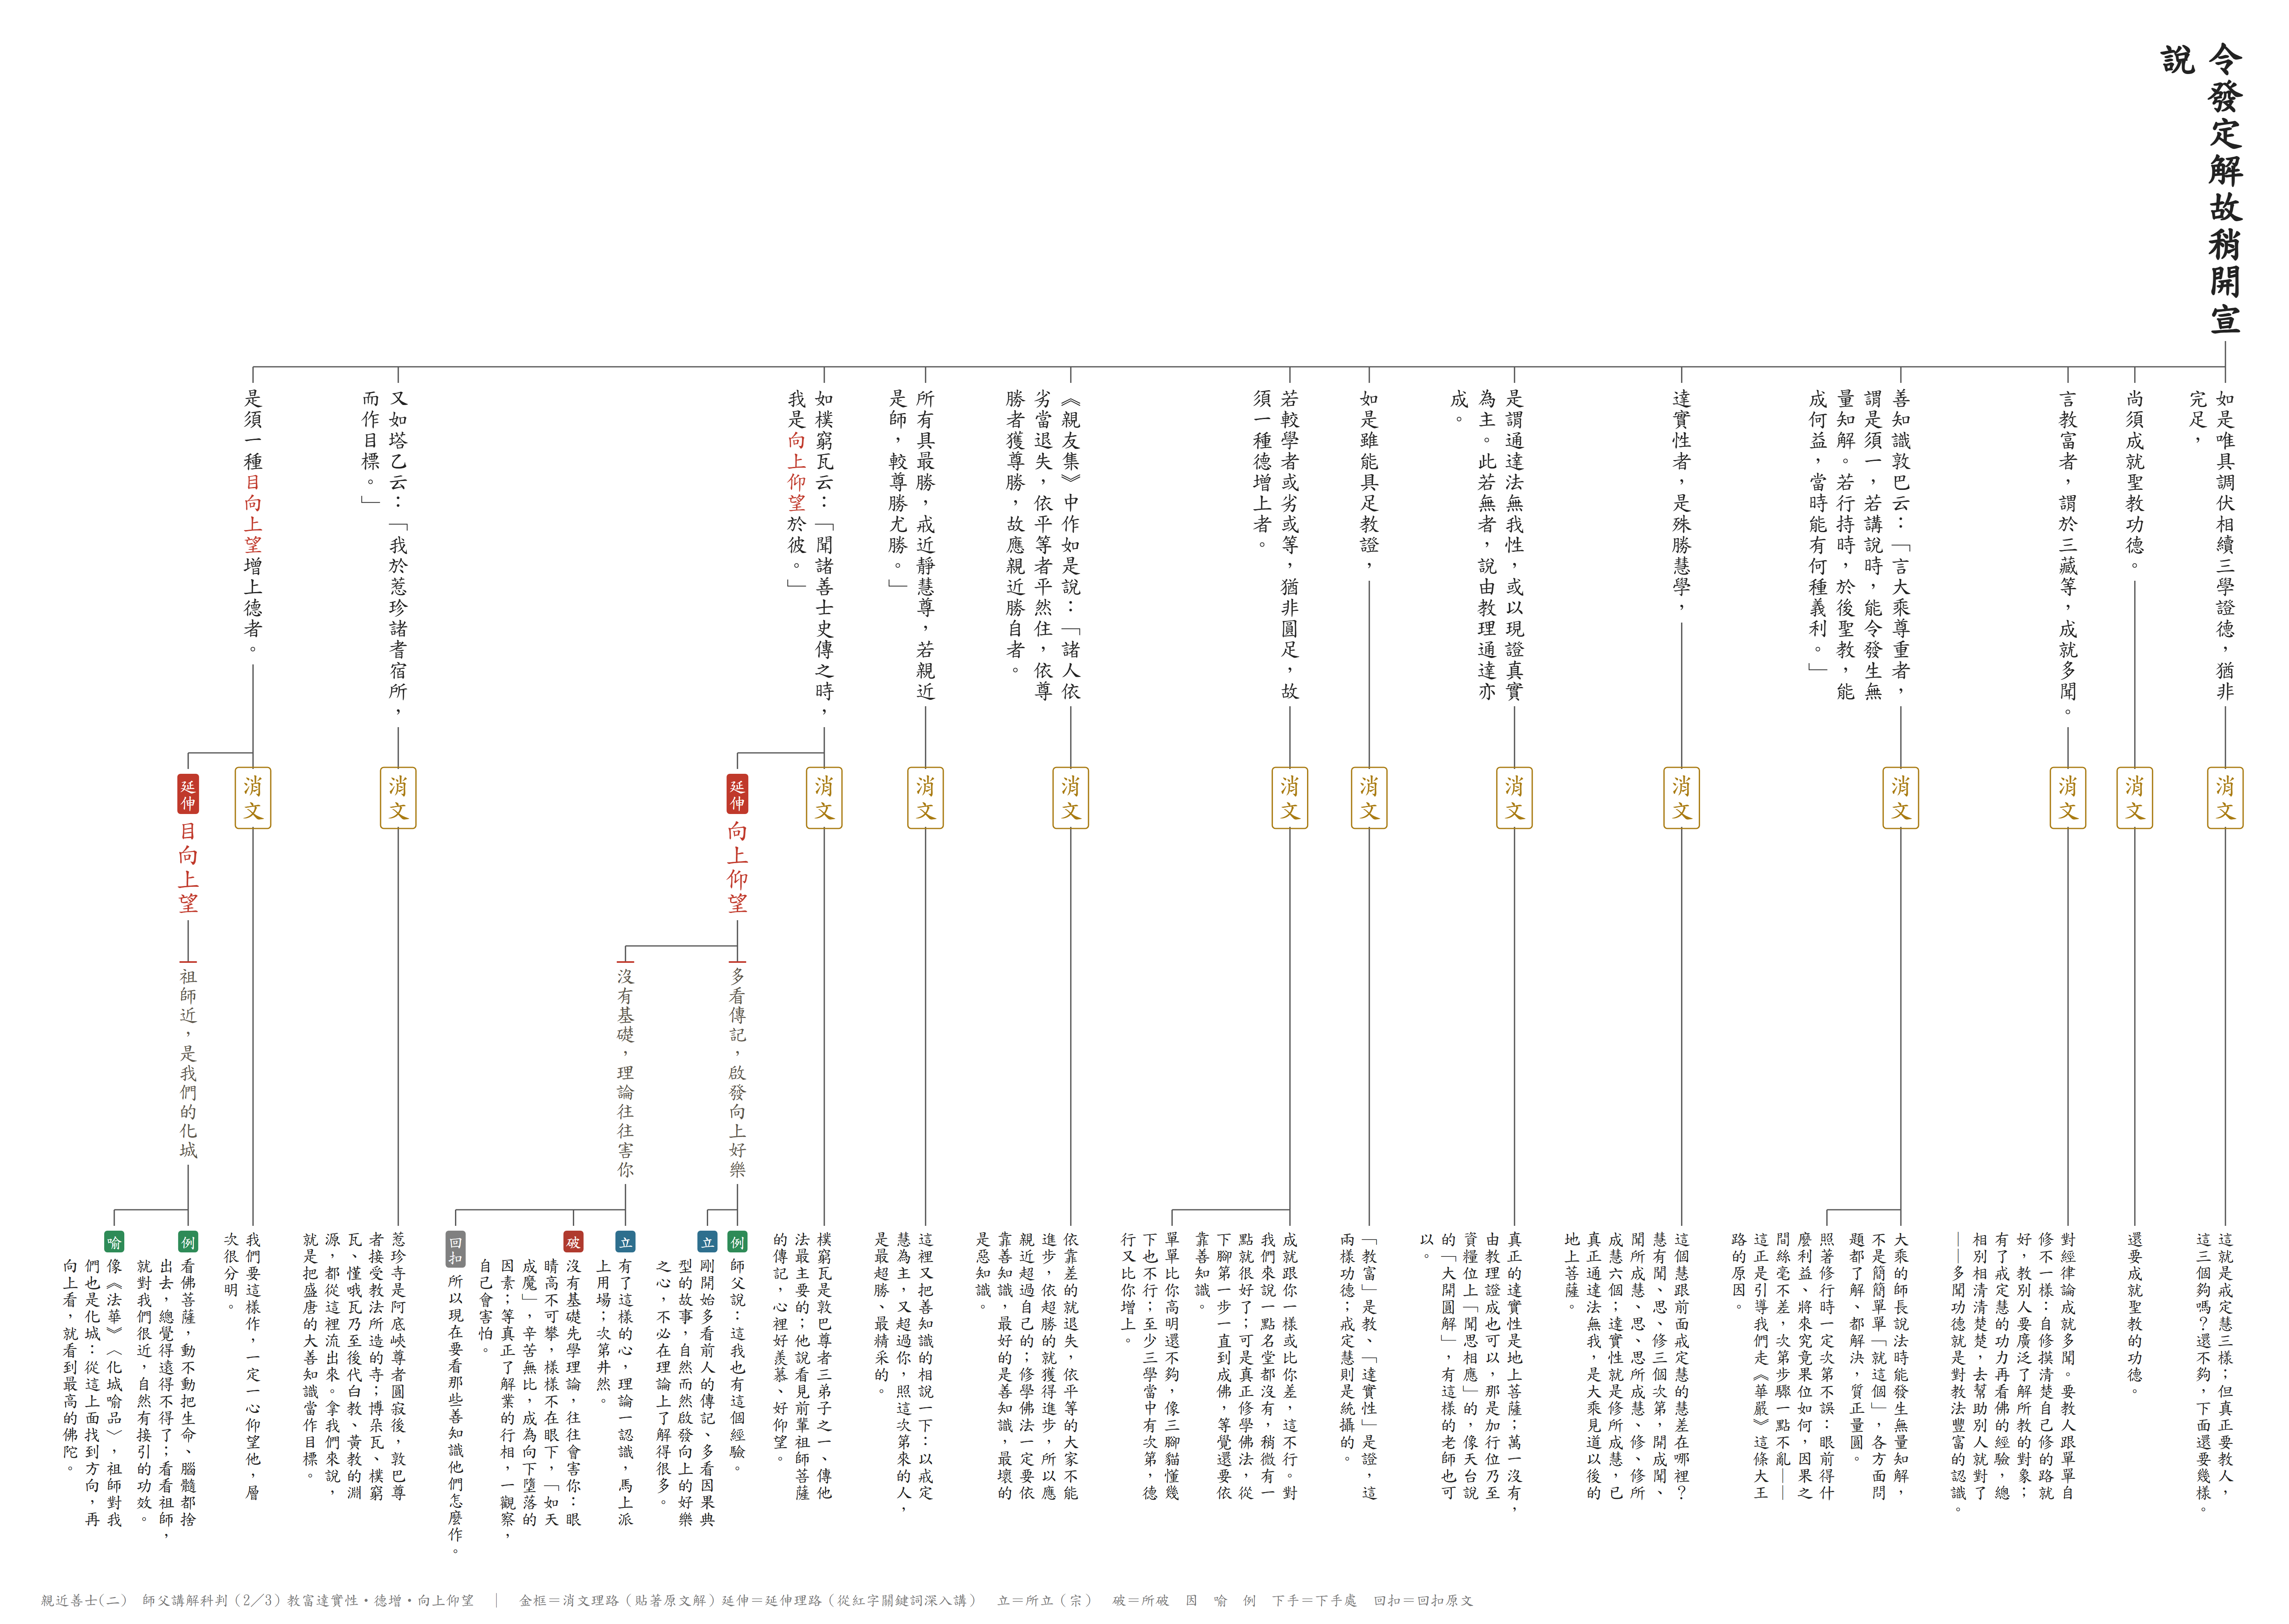 令發定解故稍開宣
說
如是唯具調伏相續三學證德，猶非
完足，
尚須成就聖教功德。
言教富者，謂於三藏等，成就多聞。
善知識敦巴云：「言大乘尊重者，
謂是須一，若講說時，能令發生無
量知解。若行持時，於後聖教，能
成何益，當時能有何種義利。」
達實性者，是殊勝慧學，
是謂通達法無我性，或以現證真實
為主。此若無者，說由教理通達亦
成。
如是雖能具足教證，
若較學者或劣或等，猶非圓足，故
須一種德增上者。
《親友集》中作如是說：「諸人依
劣當退失，依平等者平然住，依尊
勝者獲尊勝，故應親近勝自者。
所有具最勝，戒近靜慧尊，若親近
是師，較尊勝尤勝。」
如樸窮瓦云：「聞諸善士史傳之時，
我是向上仰望於彼。」
又如塔乙云：「我於惹珍諸耆宿所，
而作目標。」
是須一種目向上望增上德者。
消文
消文
消文
消文
消文
消文
消文
消文
消文
消文
消文
延伸
向上仰望
消文
消文
延伸
目向上望
多看傳記，啟發向上好樂
沒有基礎，理論往往害你
祖師近，是我們的化城
這就是戒定慧三樣；但真正要教人，
這三個夠嗎？還不夠，下面還要幾樣。
還要成就聖教的功德。
對經律論成就多聞。要教人跟單單自
修不一樣：自修摸清楚自己修的路就
好，教別人要廣泛了解所教的對象；
有了戒定慧的功力再看佛的經驗，總
相別相清清楚楚，去幫助別人就對了
——多聞功德就是對教法豐富的認識。
大乘的師長說法時能發生無量知解，
不是簡簡單單「就這個」，各方面問
題都了解、都解決，質正量圓。
照著修行時一定次第不誤：眼前得什
麼利益、將來究竟果位如何，因果之
間絲毫不差，次第步驟一點不亂——
這正是引導我們走《華嚴》這條大王
路的原因。
這個慧跟前面戒定慧的慧差在哪裡？
慧有聞、思、修三個次第，開成聞、
聞所成慧、思、思所成慧、修、修所
成慧六個；達實性就是修所成慧，已
真正通達法無我，是大乘見道以後的
地上菩薩。
真正的達實性是地上菩薩；萬一沒有，
由教理證成也可以，那是加行位乃至
資糧位上「聞思相應」的，像天台說
的「大開圓解」，有這樣的老師也可
以。
「教富」是教、「達實性」是證，這
兩樣功德；戒定慧則是統攝的。
成就跟你一樣或比你差，這不行。對
我們來說一點名堂都沒有，稍微有一
點就很好了；可是真正修學佛法，從
下腳第一步一直到成佛，等覺還要依
靠善知識。
單單比你高明還不夠，像三腳貓懂幾
下也不行；至少三學當中有次第，德
行又比你增上。
依靠差的就退失，依平等的大家不能
進步，依超勝的就獲得進步，所以應
親近超過自己的；修學佛法一定要依
靠善知識，最好的是善知識，最壞的
是惡知識。
這裡又把善知識的相說一下：以戒定
慧為主，又超過你，照這次第來的人，
是最超勝、最精采的。
樸窮瓦是敦巴尊者三弟子之一、傳他
法最主要的；他說看見前輩祖師菩薩
的傳記，心裡好羨慕、好仰望。
例
師父說：這我也有這個經驗。
立
剛開始多看前人的傳記、多看因果典
型的故事，自然而然啟發向上的好樂
之心，不必在理論上了解得很多。
立
有了這樣的心，理論一認識，馬上派
上用場；次第井然。
破
沒有基礎先學理論，往往會害你：眼
睛高不可攀，樣樣不在眼下，「如天
成魔」，辛苦無比，成為向下墮落的
因素；等真正了解業的行相，一觀察，
自己會害怕。
回扣
所以現在要看那些善知識他們怎麼作。
惹珍寺是阿底峽尊者圓寂後，敦巴尊
者接受教法所造的寺；博朵瓦、樸窮
瓦、慬哦瓦乃至後代白教、黃教的淵
源，都從這裡流出來。拿我們來說，
就是把盛唐的大善知識當作目標。
我們要這樣作，一定一心仰望他，層
次很分明。
例
看佛菩薩，動不動把生命、腦髓都捨
出去，總覺得遠得不得了；看看祖師，
就對我們很近，自然有接引的功效。
喻
像《法華》〈化城喻品〉，祖師對我
們也是化城：從這上面找到方向，再
向上看，就看到最高的佛陀。
親近善士(二)　師父講解科判（2／3）教富達實性・德增・向上仰望　｜　金框＝消文理路（貼著原文解）延伸＝延伸理路（從紅字關鍵詞深入講）　立＝所立（宗）　破＝所破　因　喻　例　下手＝下手處　回扣＝回扣原文